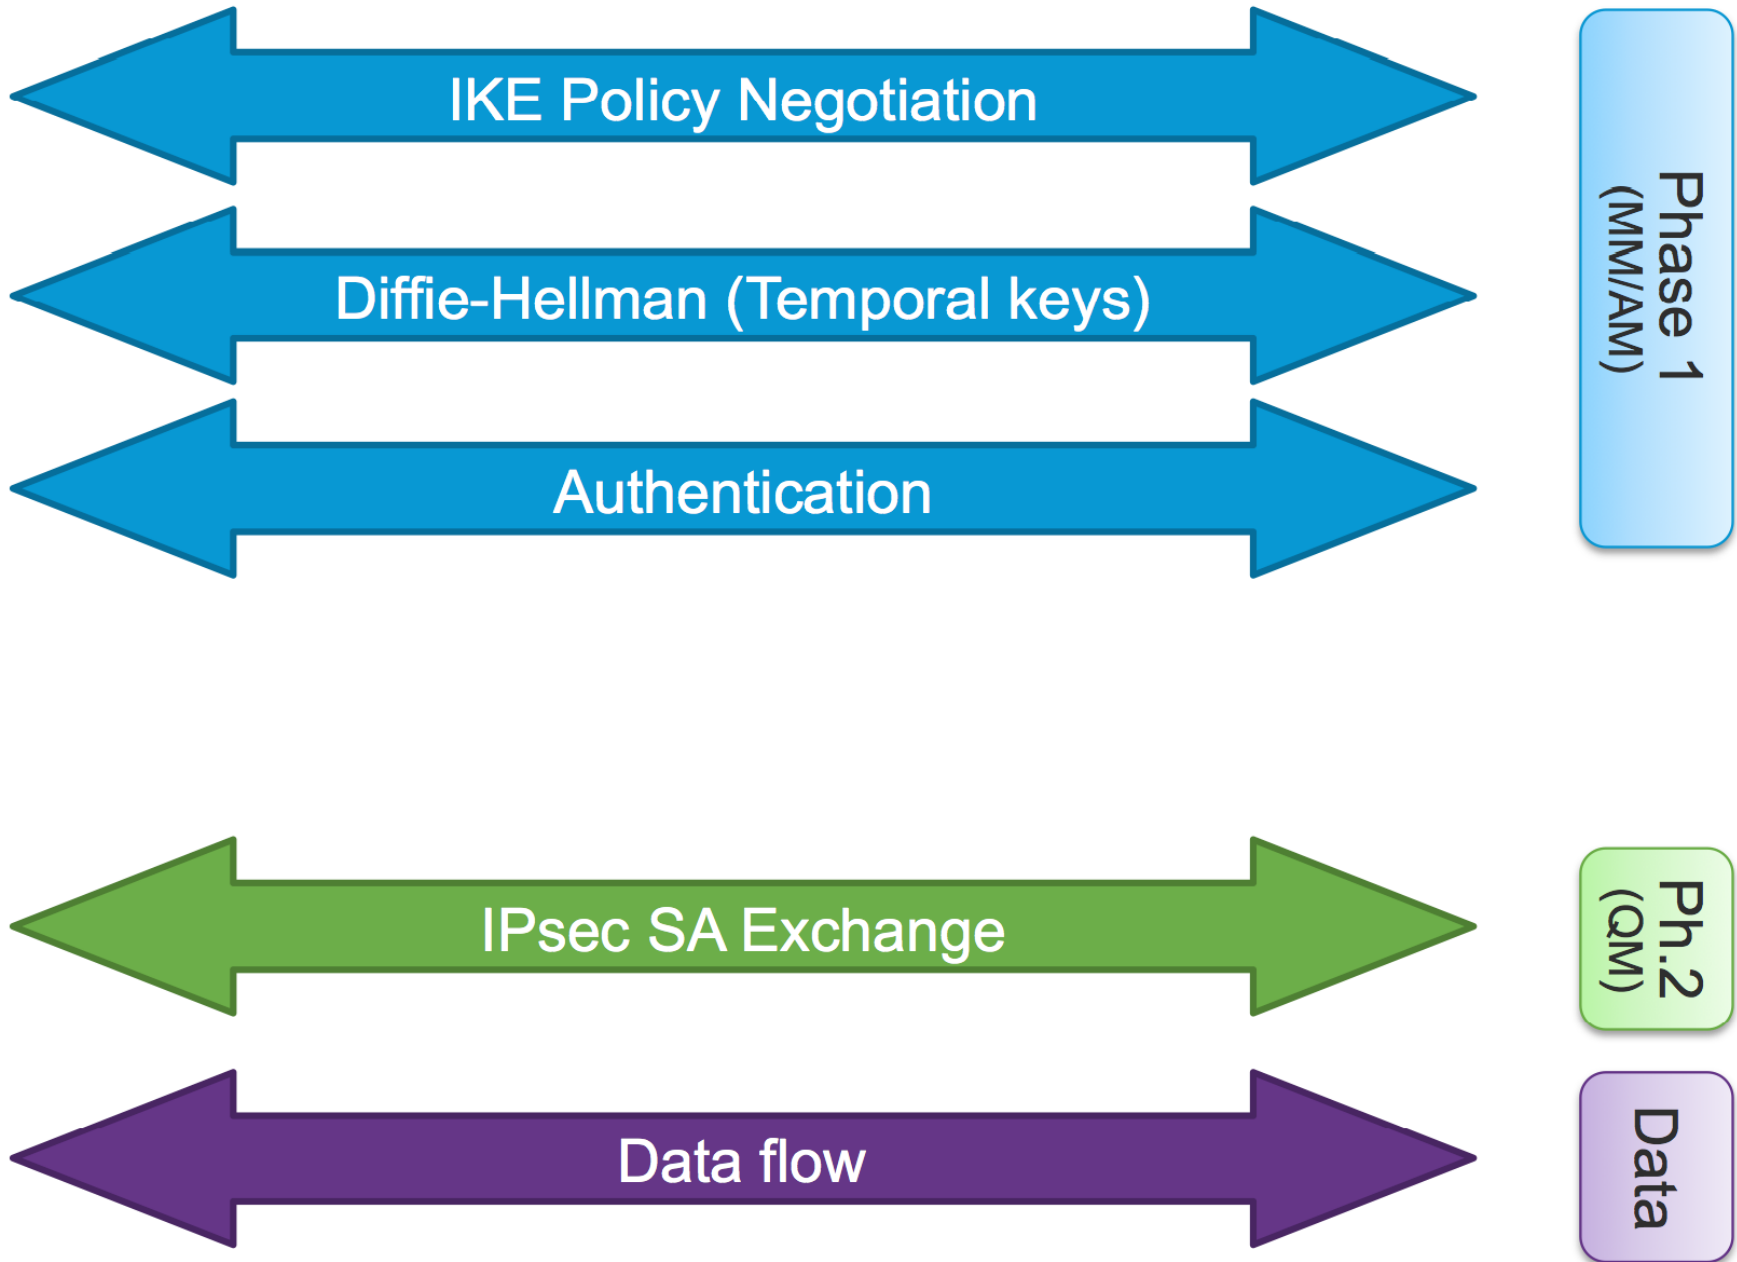 IKE Policy Negotiation
Diffie-Hellman (Temporal keys)
Authentication
Phase 1
(MM/AM)
IPsec SA Exchange
Ph.2
(QM)
Data flow
Data